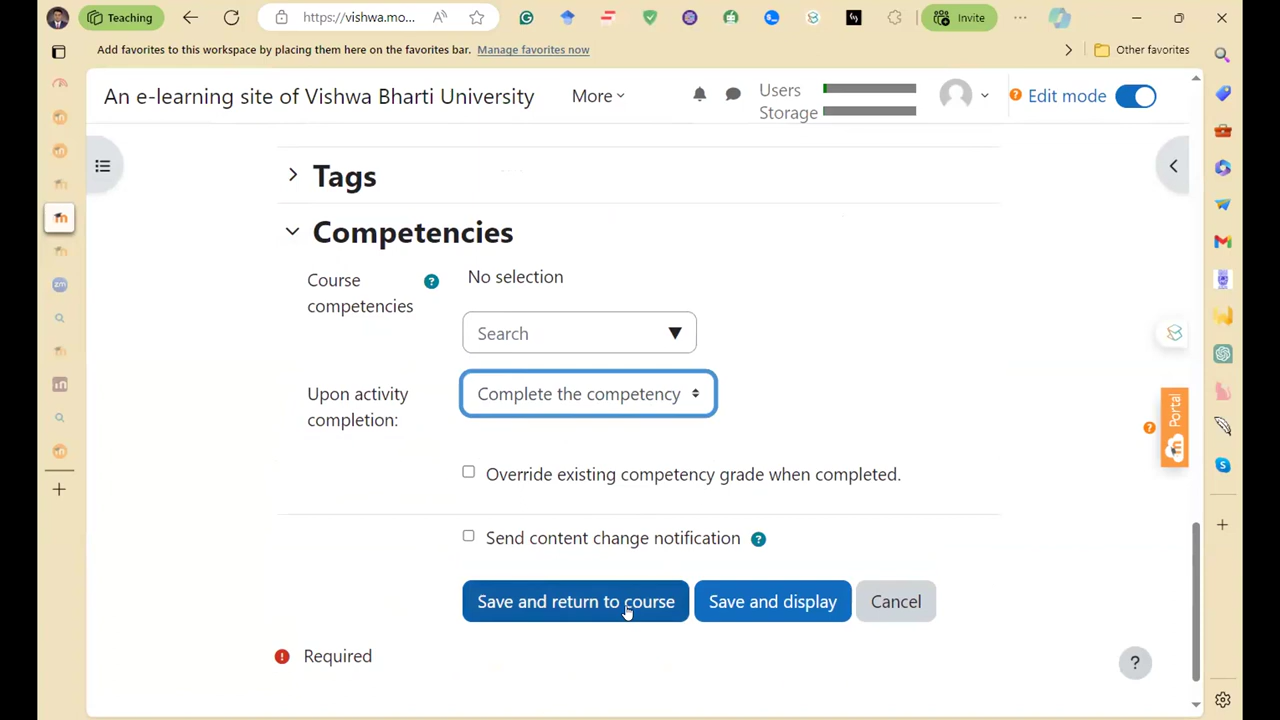 Teaching
https://vishwa.mo...
Invite
Add favorites to this workspace by placing them here on the favorites bar. Manage favorites now
Other favorites
An e-learning site of Vishwa Bharti University
More
Users
Storage
Edit mode
Tags
Competencies
Course
competencies
No selection
Search
Upon activity
completion:
Complete the competency
Override existing competency grade when completed.
Send content change notification
Save and return to course
Save and display
Cancel
Required
Portal